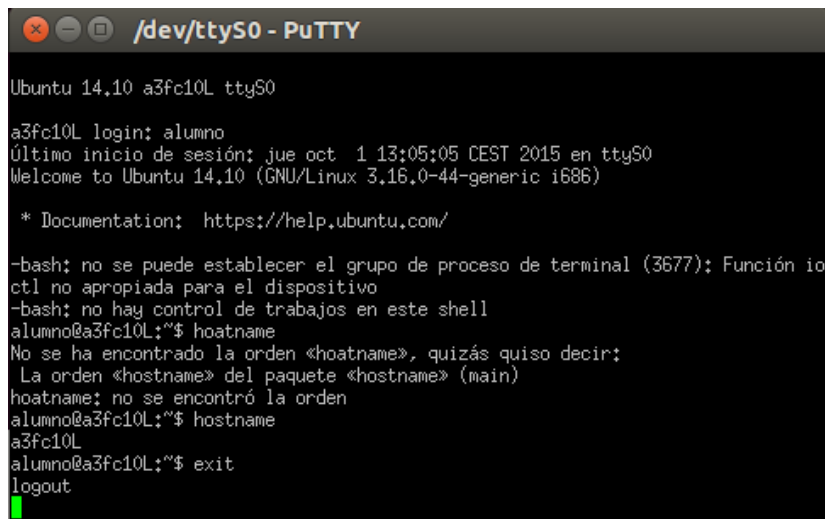 /dev/ttyS0 - PuTTY
Ubuntu 14.10 a3fc10L ttyS0
a3fc10L login: alumno
Último inicio de sesión: jue oct  1 13:05:05 CEST 2015 en ttyS0
Welcome to Ubuntu 14.10 (GNU/Linux 3.16.0-44-generic i686)
 * Documentation:  https://help.ubuntu.com/
-bash: no se puede establecer el grupo de proceso de terminal (3677): Función io
ctl no apropiada para el dispositivo
-bash: no hay control de trabajos en este shell
alumno@a3fc10L:~$ hoatname
No se ha encontrado la orden «hoatname», quizás quiso decir:
 La orden «hostname» del paquete «hostname» (main)
hoatname: no se encontró la orden
alumno@a3fc10L:~$ hostname
a3fc10L
alumno@a3fc10L:~$ exit
logout